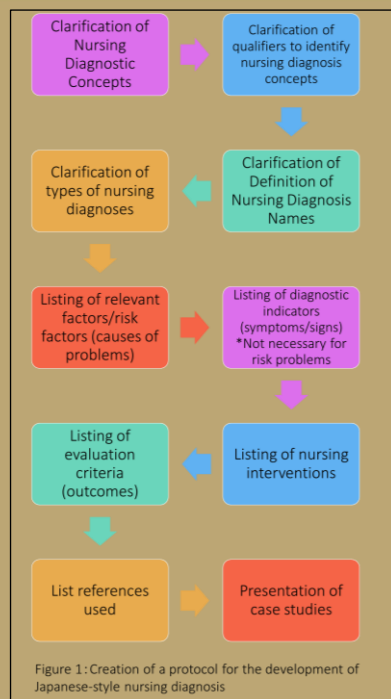 Clarification of
Nursing
Diagnostic
Concepts
Clarification of
qualifiers to identify
nursing diagnosis
concepts
Clarification of
Definition of
Nursing Diagnosis
Names
Clarification of
types of nursing
diagnoses
Listing of relevant
factors/risk
factors (causes of
problems)
Listing of diagnostic
indicators
(symptoms/signs)
*Not necessary for
risk problems
Listing of nursing
interventions
Listing of
evaluation
criteria
(outcomes)
List references
used
Presentation of
case studies
Figure 1: Creation of a protocol for the development of
Japanese-style nursing diagnosis